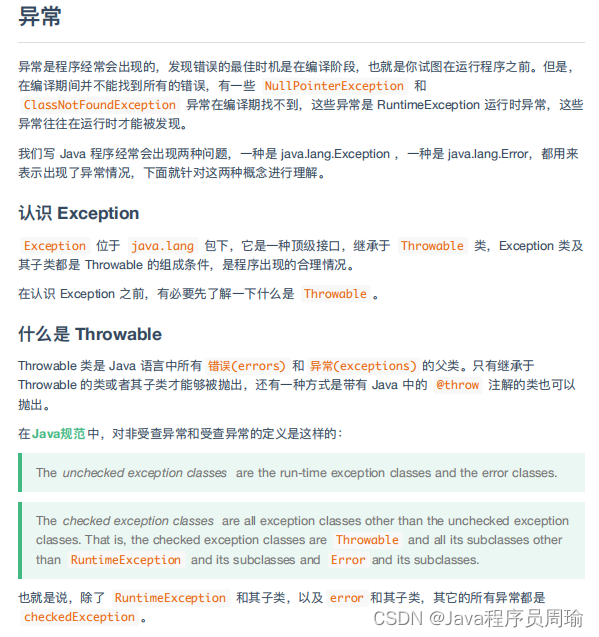 异常
异常是程序经常会出现的，发现错误的最佳时机是在编译阶段，也就是你试图在运行程序之前。但是，
在编译期间并不能找到所有的错误，有一些 NullPointerException 和
ClassNotFoundException 异常在编译期找不到，这些异常是 RuntimeException 运行时异常，这些
异常往往在运行时才能被发现。
我们写 Java 程序经常会出现两种问题，一种是 java.lang.Exception ，一种是 java.lang.Error，都用来
表示出现了异常情况，下面就针对这两种概念进行理解。
认识 Exception
Exception 位于 java.lang 包下，它是一种顶级接口，继承于 Throwable 类，Exception 类及
其子类都是 Throwable 的组成条件，是程序出现的合理情况。
在认识 Exception 之前，有必要先了解一下什么是 Throwable 。
什么是 Throwable
Throwable 类是 Java 语言中所有 错误(errors) 和 异常(exceptions) 的父类。只有继承于
Throwable 的类或者其子类才能够被抛出，还有一种方式是带有 Java 中的 @throw 注解的类也可以
抛出。
在Java规范中，对非受查异常和受查异常的定义是这样的：
The unchecked exception classes are the run-time exception classes and the error classes.
The checked exception classes are all exception classes other than the unchecked exception
classes. That is, the checked exception classes are Throwable and all its subclasses other
than RuntimeException and its subclasses and Error and its subclasses.
也就是说，除了 RuntimeException 和其子类，以及 error 和其子类，其它的所有异常都是
checkedException 。
CSDN @Java程序员周瑜